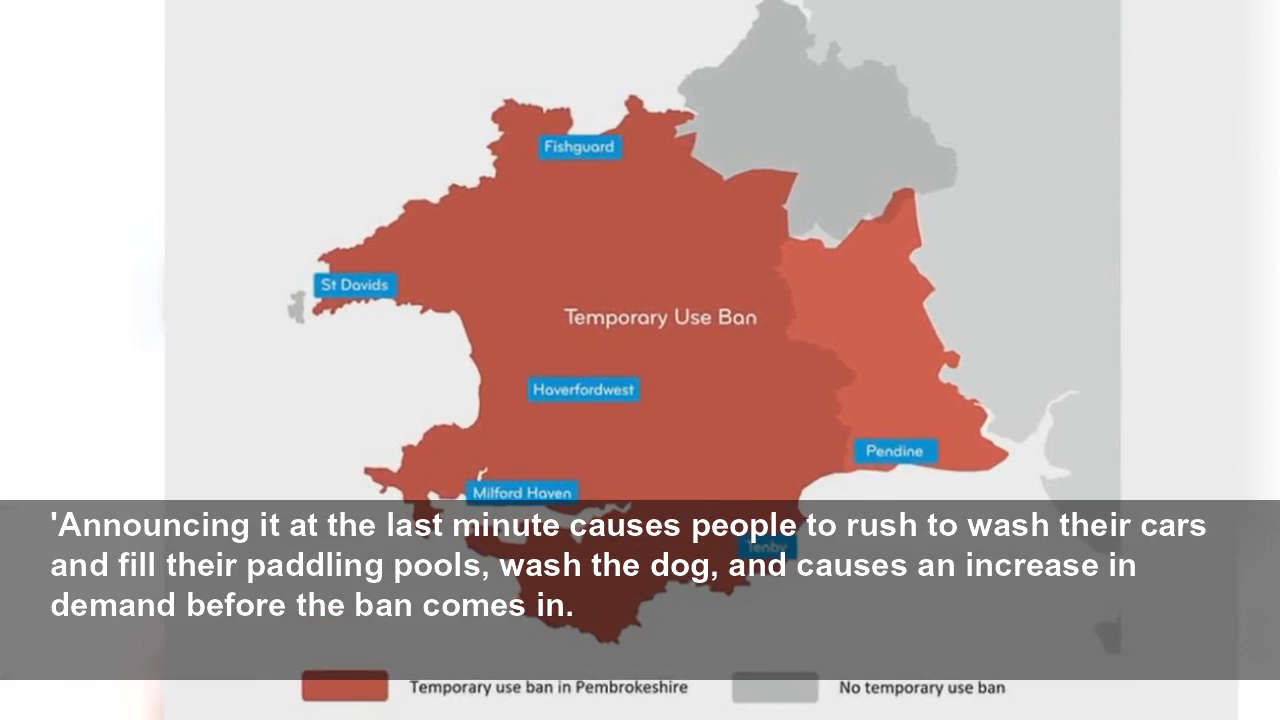 Fishguard
St Davids
Temporary Use Ban
Haverfordwest
Pendine
Milford Haven
'Announcing it at the last minute causes people to rush to wash their cars
Tenby
and fill their paddling pools, wash the dog, and causes an increase in
demand before the ban comes in.
Temporary use ban in Pembrokeshire
No temporary use ban